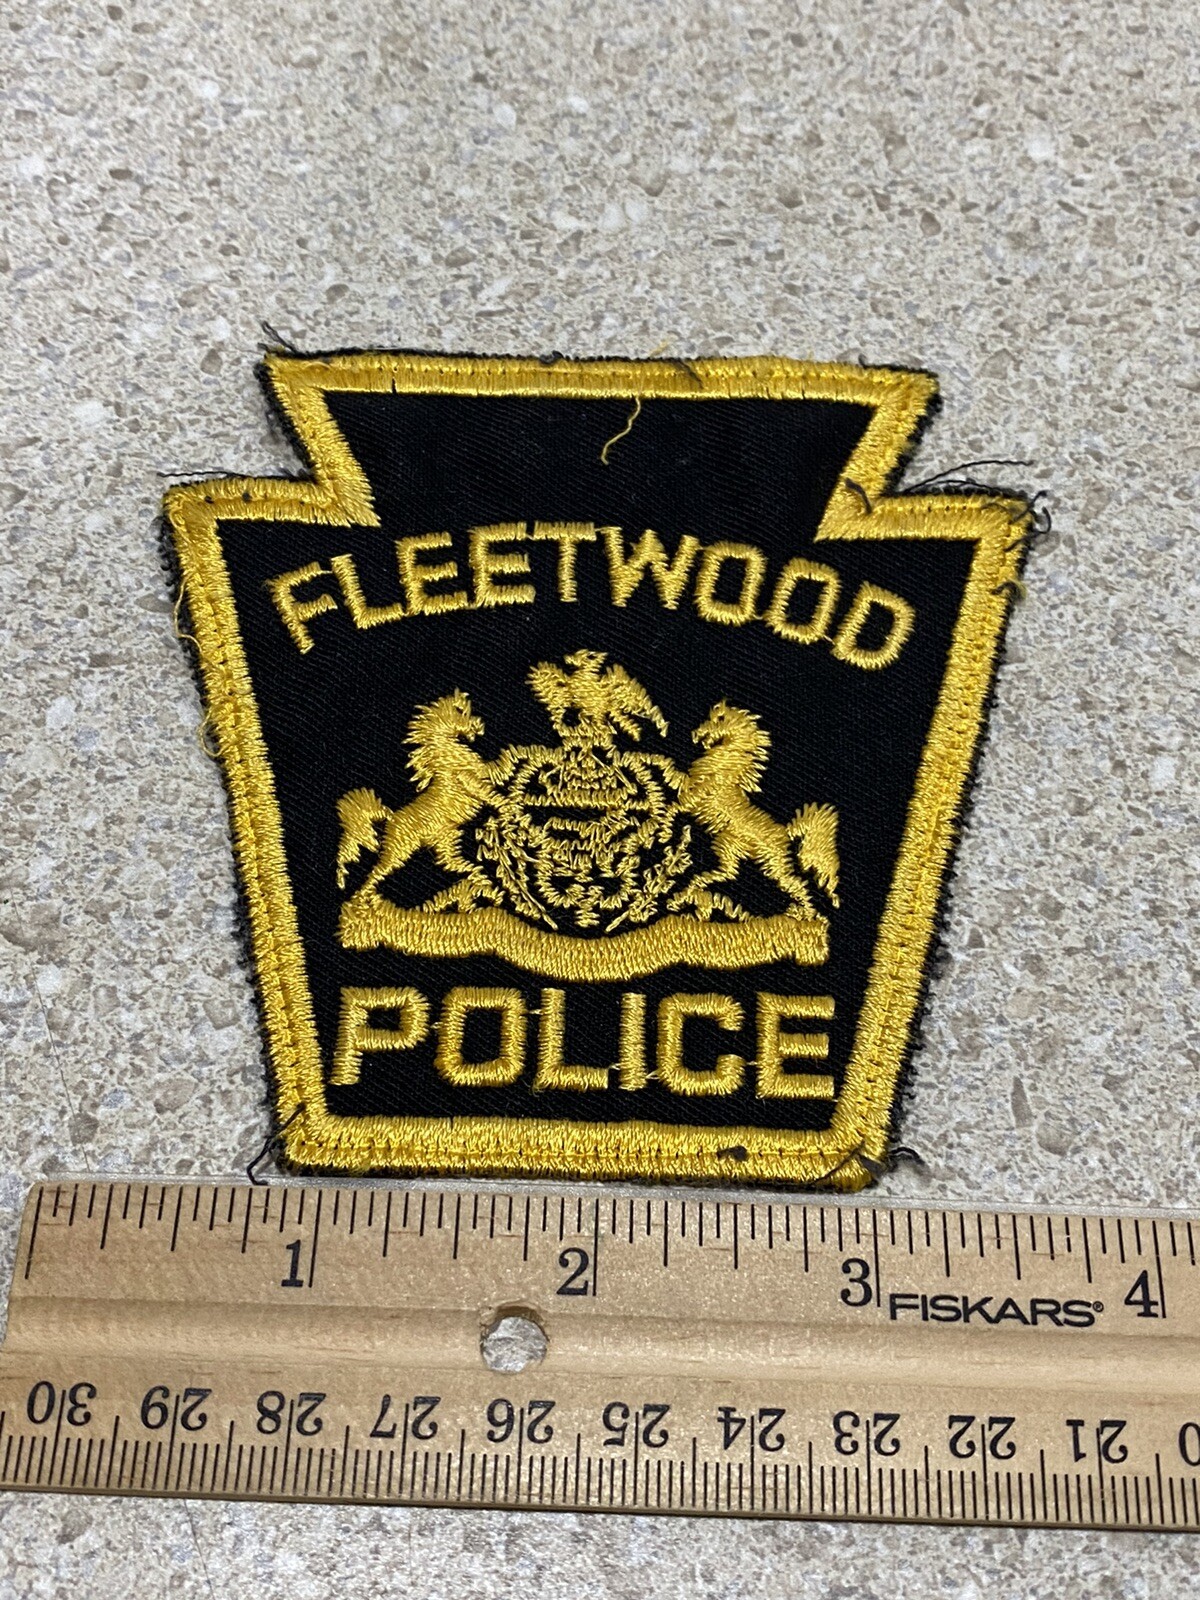 FLEETWOOD
POLICE
1 2 3 4
FISKARS®
30 29 28 27 26 25 24 23 22 21